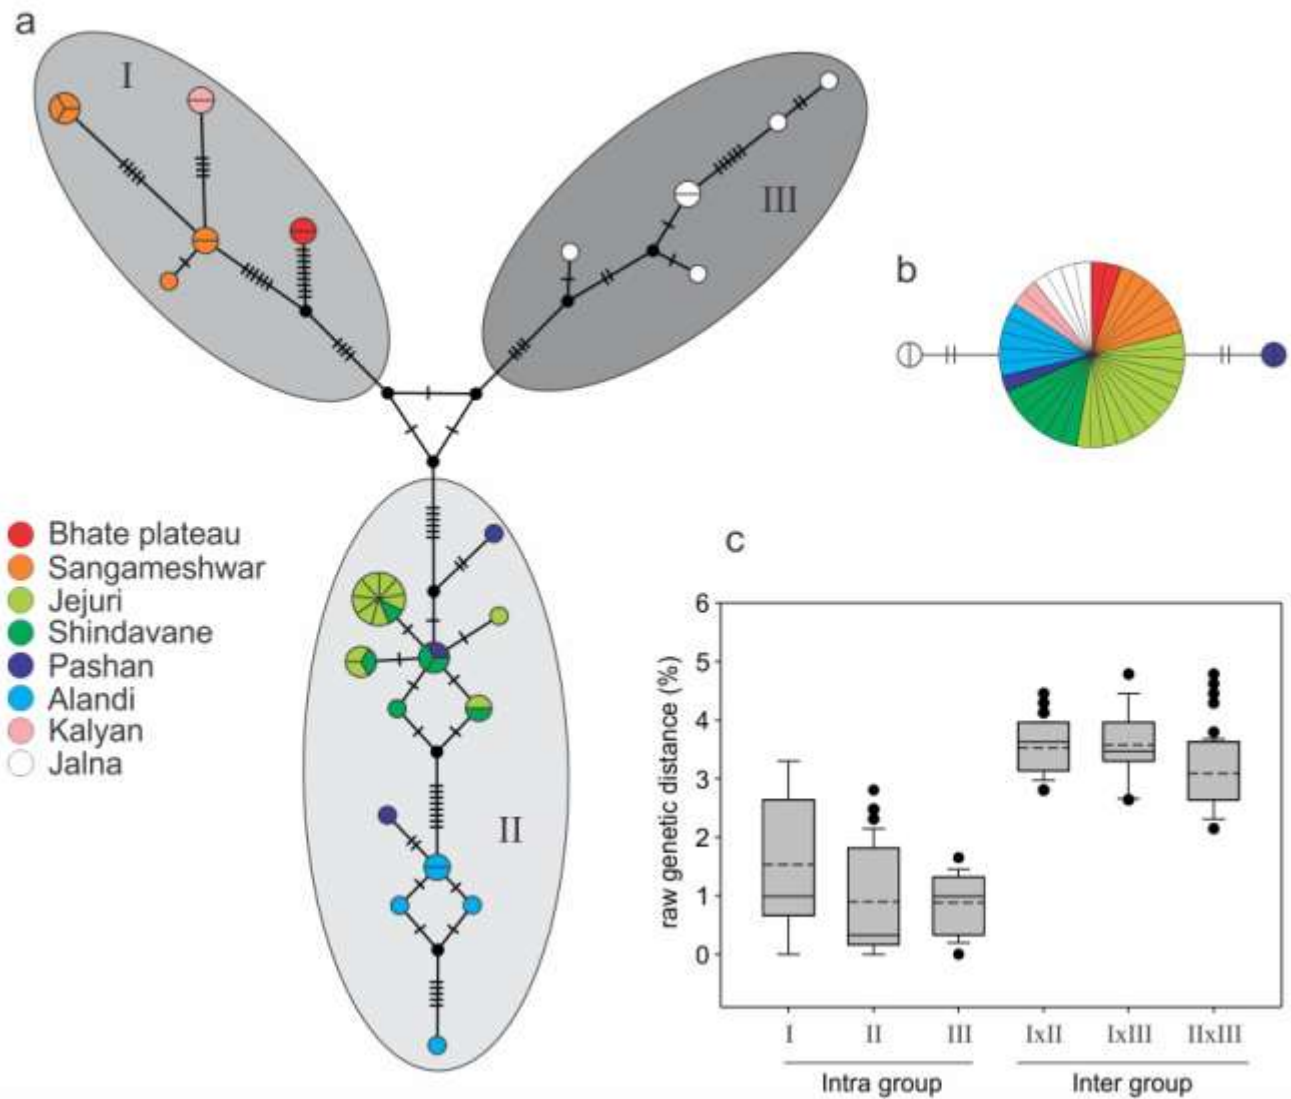 a
I
III
b
II
Bhate plateau
Sangameshwar
Jejuri
Shindavane
Pashan
Alandi
Kalyan
Jalna
c
raw genetic distance (%)
6
5
4
3
2
1
0
I II III IxII IxIII IIxIII
Intra group Inter group